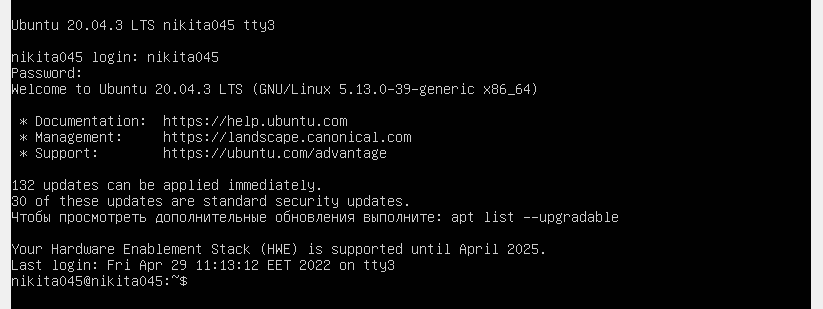 Ubuntu 20.04.3 LTS nikita045 tty3
nikita045 login: nikita045
Password:
Welcome to Ubuntu 20.04.3 LTS (GNU/Linux 5.13.0-39-generic x86_64)
* Documentation: https://help.ubuntu.com
* Management: https://landscape.canonical.com
* Support: https://ubuntu.com/advantage
132 updates can be applied immediately.
30 of these updates are standard security updates.
Чтобы просмотреть дополнительные обновления выполните: apt list --upgradable
Your Hardware Enablement Stack (HWE) is supported until April 2025.
Last login: Fri Apr 29 11:13:12 EET 2022 on tty3
nikita045@nikita045:~$